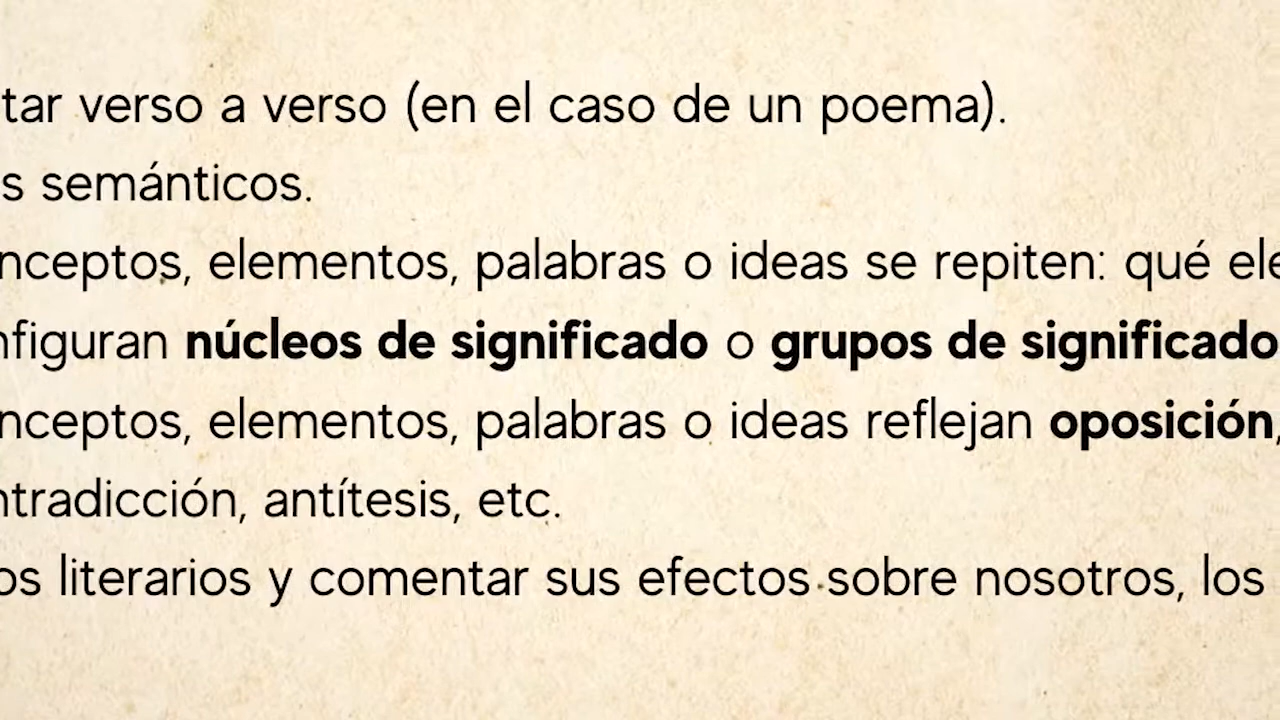 tar verso a verso (en el caso de un poema).
s semánticos.
nceptos, elementos, palabras o ideas se repiten: qué ele
nfiguran núcleos de significado o grupos de significado
nceptos, elementos, palabras o ideas reflejan oposición,
ntradicción, antítesis, etc.
os literarios y comentar sus efectos sobre nosotros, los